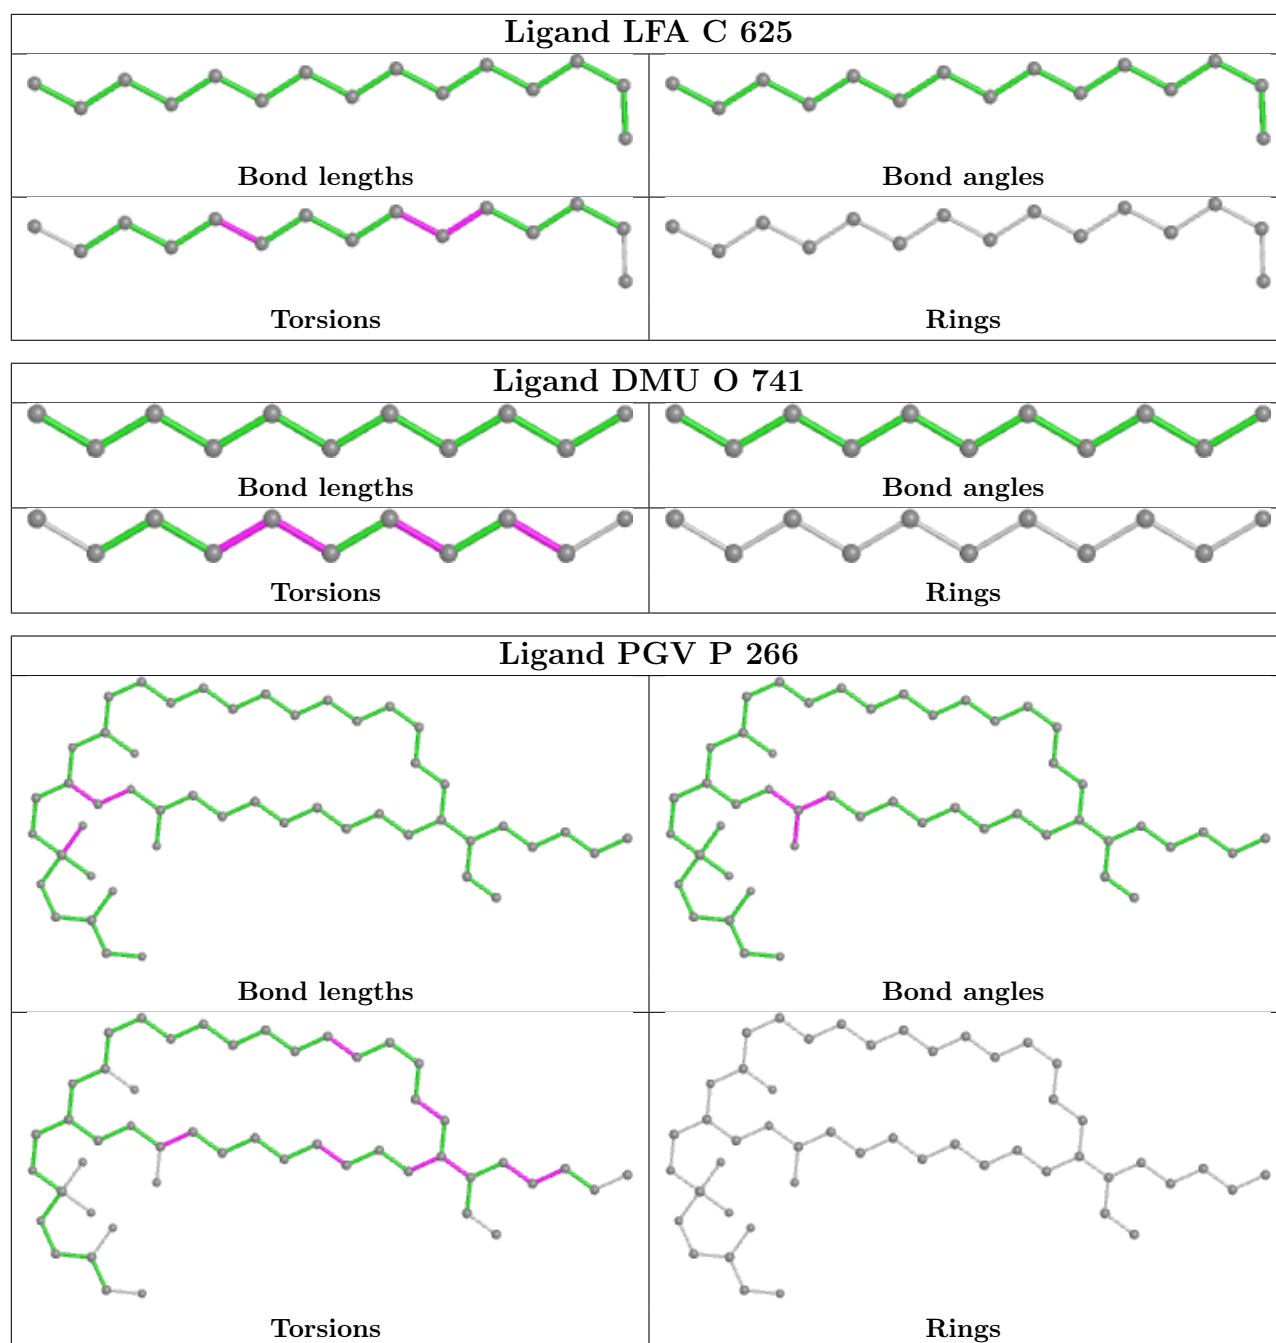 Ligand LFA C 625
Bond lengths
Bond angles
Torsions
Rings
Ligand DMU O 741
Bond lengths
Bond angles
Torsions
Rings
Ligand PGV P 266
Bond lengths
Bond angles
Torsions
Rings